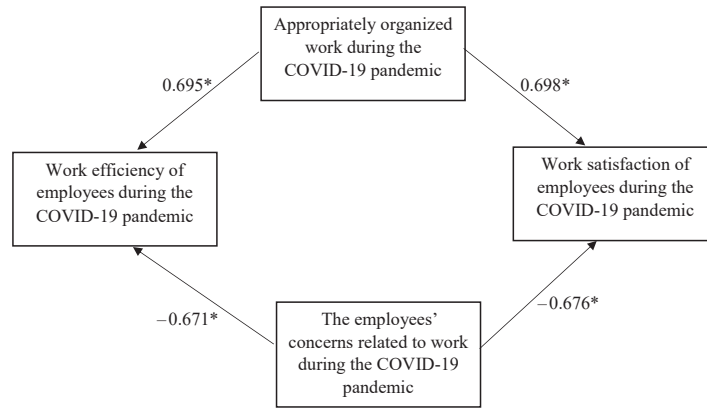 Appropriately organized
work during the
COVID-19 pandemic
0.695*
0.698*
Work efficiency of
employees during the
COVID-19 pandemic
Work satisfaction of
employees during the
COVID-19 pandemic
−0.671*
−0.676*
The employees’
concerns related to work
during the COVID-19
pandemic